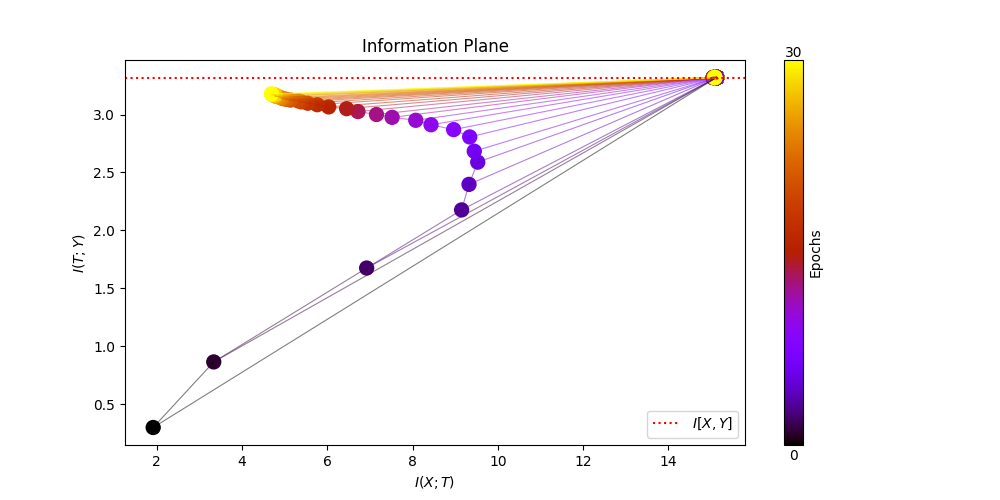 Information Plane
30
3.0
2.5
2.0
1.5
1.0
0.5
I(T; Y)
Epochs
I[X, Y]
0
2 4 6 8 10 12 14
I(X; T)